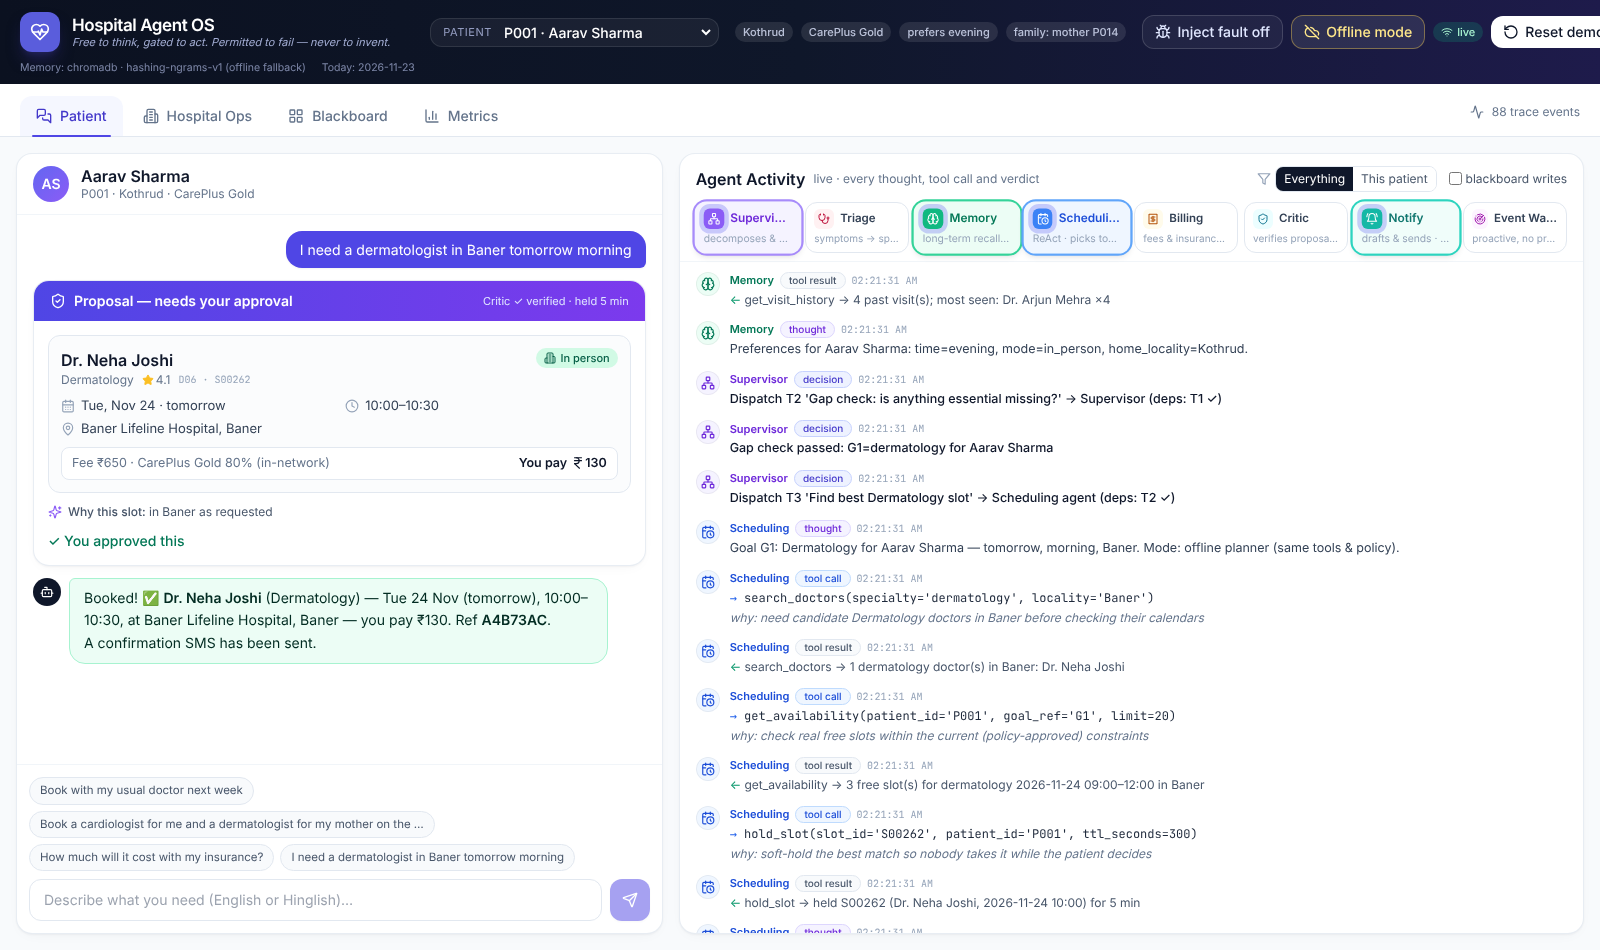 Hospital Agent OS
Free to think, gated to act. Permitted to fail — never to invent.
PATIENT P001 · Aarav Sharma
Kothrud
CarePlus Gold
prefers evening
family: mother P014
Inject fault off
Offline mode
live
Reset demo
Memory: chromadb · hashing-ngrams-v1 (offline fallback) Today: 2026-11-23
Patient
Hospital Ops
Blackboard
Metrics
88 trace events
AS
Aarav Sharma
P001 · Kothrud · CarePlus Gold
I need a dermatologist in Baner tomorrow morning
Proposal — needs your approval
Critic ✓ verified · held 5 min
Dr. Neha Joshi
In person
Dermatology ⭐ 4.1 D06 · S00262
Tue, Nov 24 · tomorrow
10:00–10:30
Baner Lifeline Hospital, Baner
Fee ₹650 · CarePlus Gold 80% (in-network)
You pay ₹130
Why this slot: in Baner as requested
✓ You approved this
Booked! ✅ Dr. Neha Joshi (Dermatology) — Tue 24 Nov (tomorrow), 10:00–
10:30, at Baner Lifeline Hospital, Baner — you pay ₹130. Ref A4B73AC.
A confirmation SMS has been sent.
Book with my usual doctor next week
Book a cardiologist for me and a dermatologist for my mother on the ...
How much will it cost with my insurance?
I need a dermatologist in Baner tomorrow morning
Describe what you need (English or Hinglish)...
Agent Activity live · every thought, tool call and verdict
Everything
This patient
blackboard writes
Supervi...
decomposes & ...
Triage
symptoms → sp...
Memory
long-term recall...
Scheduli...
ReAct · picks to...
Billing
fees & insuranc...
Critic
verifies proposa...
Notify
drafts & sends · ...
Event Wa...
proactive, no pr...
Memory tool result 02:21:31 AM
← get_visit_history → 4 past visit(s); most seen: Dr. Arjun Mehra ×4
Memory thought 02:21:31 AM
Preferences for Aarav Sharma: time=evening, mode=in_person, home_locality=Kothrud.
Supervisor decision 02:21:31 AM
Dispatch T2 'Gap check: is anything essential missing?' → Supervisor (deps: T1 ✓)
Supervisor decision 02:21:31 AM
Gap check passed: G1=dermatology for Aarav Sharma
Supervisor decision 02:21:31 AM
Dispatch T3 'Find best Dermatology slot' → Scheduling agent (deps: T2 ✓)
Scheduling thought 02:21:31 AM
Goal G1: Dermatology for Aarav Sharma — tomorrow, morning, Baner. Mode: offline planner (same tools & policy).
Scheduling tool call 02:21:31 AM
→ search_doctors(specialty='dermatology', locality='Baner')
why: need candidate Dermatology doctors in Baner before checking their calendars
Scheduling tool result 02:21:31 AM
← search_doctors → 1 dermatology doctor(s) in Baner: Dr. Neha Joshi
Scheduling tool call 02:21:31 AM
→ get_availability(patient_id='P001', goal_ref='G1', limit=20)
why: check real free slots within the current (policy-approved) constraints
Scheduling tool result 02:21:31 AM
← get_availability → 3 free slot(s) for dermatology 2026-11-24 09:00–12:00 in Baner
Scheduling tool call 02:21:31 AM
→ hold_slot(slot_id='S00262', patient_id='P001', ttl_seconds=300)
why: soft-hold the best match so nobody takes it while the patient decides
Scheduling tool result 02:21:31 AM
← hold_slot → held S00262 (Dr. Neha Joshi, 2026-11-24 10:00) for 5 min
Scheduling thought 02:21:31 AM